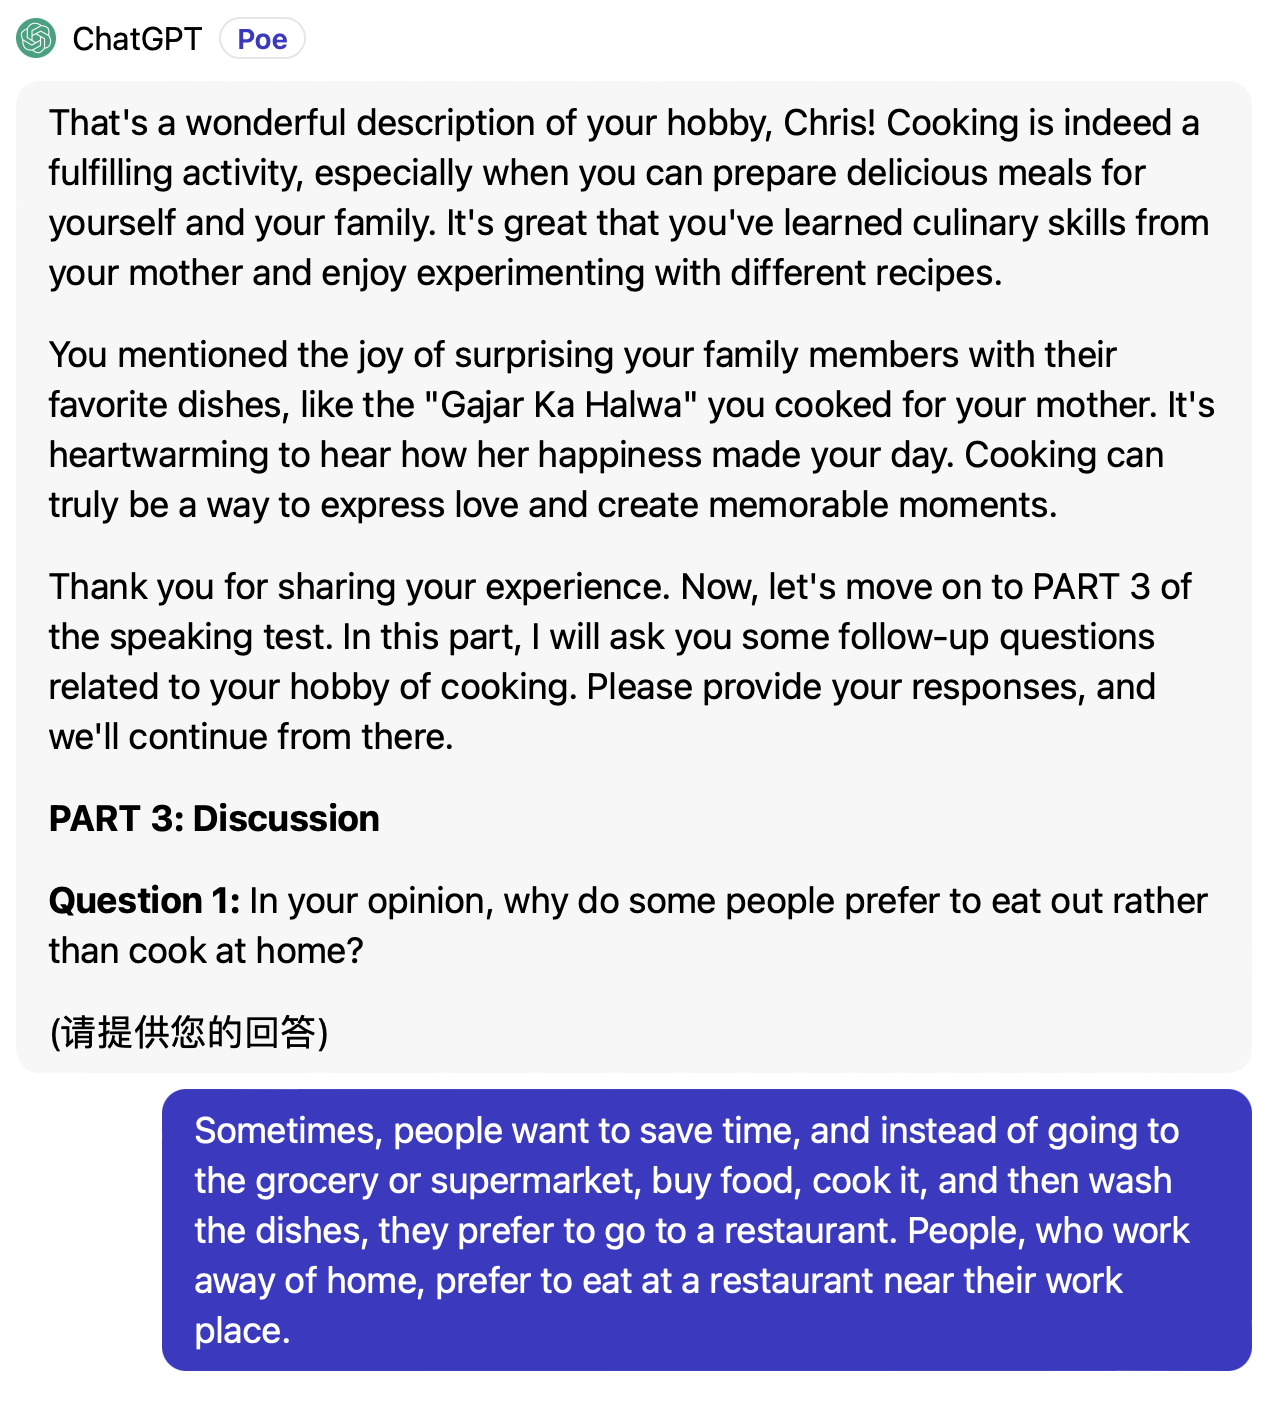 ChatGPT Poe
That's a wonderful description of your hobby, Chris! Cooking is indeed a
fulfilling activity, especially when you can prepare delicious meals for
yourself and your family. It's great that you've learned culinary skills from
your mother and enjoy experimenting with different recipes.
You mentioned the joy of surprising your family members with their
favorite dishes, like the "Gajar Ka Halwa" you cooked for your mother. It's
heartwarming to hear how her happiness made your day. Cooking can
truly be a way to express love and create memorable moments.
Thank you for sharing your experience. Now, let's move on to PART 3 of
the speaking test. In this part, I will ask you some follow-up questions
related to your hobby of cooking. Please provide your responses, and
we'll continue from there.
PART 3: Discussion
Question 1: In your opinion, why do some people prefer to eat out rather
than cook at home?
(请提供您的回答)
Sometimes, people want to save time, and instead of going to
the grocery or supermarket, buy food, cook it, and then wash
the dishes, they prefer to go to a restaurant. People, who work
away of home, prefer to eat at a restaurant near their work
place.